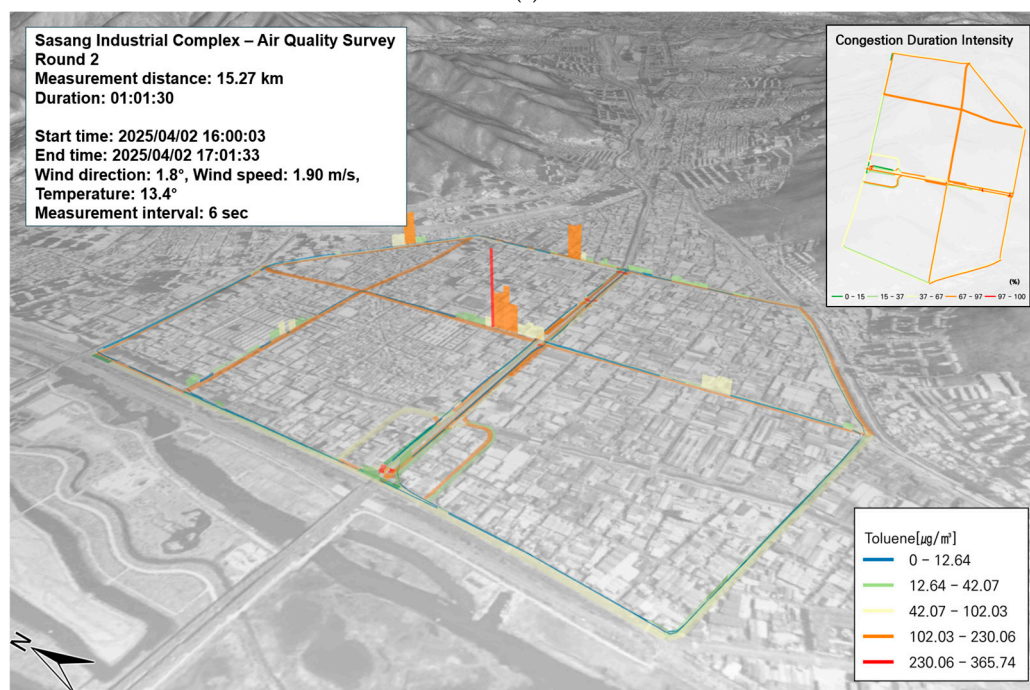 Sasang Industrial Complex – Air Quality Survey
Round 2
Measurement distance: 15.27 km
Duration: 01:01:30
Start time: 2025/04/02 16:00:03
End time: 2025/04/02 17:01:33
Wind direction: 1.8°, Wind speed: 1.90 m/s,
Temperature: 13.4°
Measurement interval: 6 sec
Congestion Duration Intensity
(%)
0 – 15 15 – 37 37 – 67 67 – 97 97 – 100
Toluene[㎍/㎥]
0 – 12.64
12.64 – 42.07
42.07 – 102.03
102.03 – 230.06
230.06 – 365.74
N